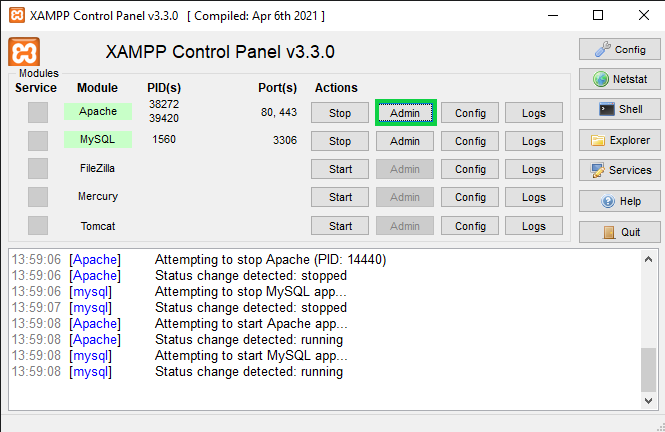 XAMPP Control Panel v3.3.0 [ Compiled: Apr 6th 2021 ]
XAMPP Control Panel v3.3.0
Config
Modules
Service Module PID(s) Port(s) Actions
Netstat
Apache 38272 39420 80, 443 Stop Admin Config Logs
Shell
MySQL 1560 3306 Stop Admin Config Logs
Explorer
FileZilla Start Admin Config Logs
Services
Mercury Start Admin Config Logs
Help
Tomcat Start Admin Config Logs
Quit
13:59:06 [Apache] Attempting to stop Apache (PID: 14440)
13:59:06 [Apache] Status change detected: stopped
13:59:06 [mysql] Attempting to stop MySQL app...
13:59:07 [mysql] Status change detected: stopped
13:59:08 [Apache] Attempting to start Apache app...
13:59:08 [Apache] Status change detected: running
13:59:08 [mysql] Attempting to start MySQL app...
13:59:08 [mysql] Status change detected: running